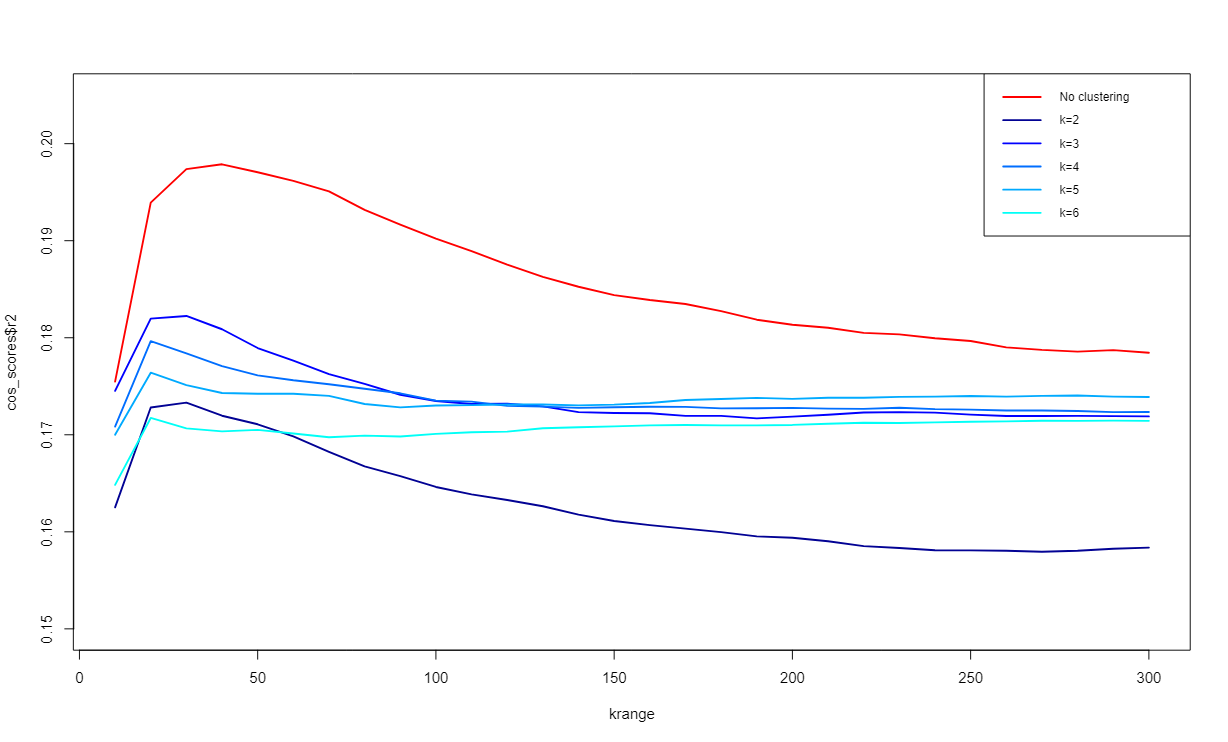 No clustering
k=2
k=3
k=4
k=5
k=6
cos_scores$r2
0.20
0.19
0.18
0.17
0.16
0.15
0 50 100 150 200 250 300
krange